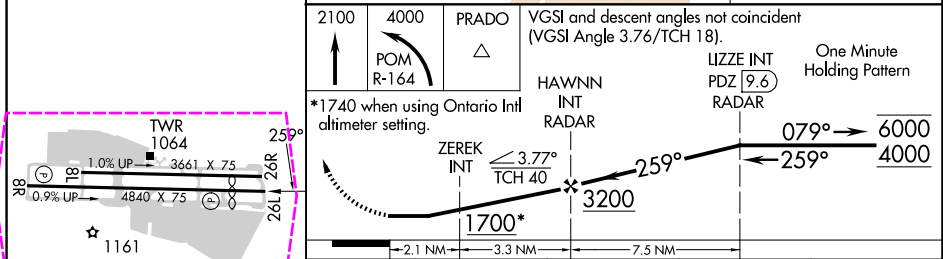 2100
4000
POM
R-164
PRADO
VGSI and descent angles not coincident
(VGSI Angle 3.76/TCH 18).
*1740 when using Ontario Intl
altimeter setting.
HAWNN
INT
RADAR
LIZZE INT
PDZ 9.6
RADAR
One Minute
Holding Pattern
079°
6000
259°
4000
ZEREK
INT
3.77°
TCH 40
259°
3200
1700*
2.1 NM
3.3 NM
7.5 NM
TWR
1064
259°
1.0% UP
3661 X 75
P
8L
26R
8R
0.9% UP
4840 X 75
P
26L
1161